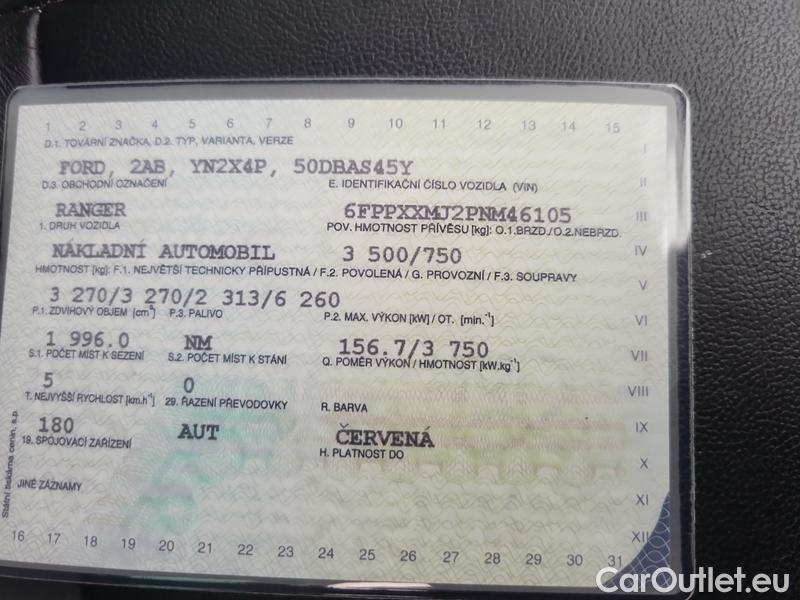 1 2 3 4 5 6 7 8 9 10 11 12 13 14 15
D.1. TOVÁRNÍ ZNAČKA, D.2. TYP, VARIANTA, VERZE
I
FORD, 2AB, YN2X4P, 50DBAS45Y
D.3. OBCHODNÍ OZNAČENÍ E. IDENTIFIKAČNÍ ČÍSLO VOZIDLA (VIN)
II
RANGER 6FPPXXMJ2PNM46105
III
1. DRUH VOZIDLA POV. HMOTNOST PŘÍVĚSU [kg]: O.1.BRZD./O.2.NEBRZD.
NÁKLADNÍ AUTOMOBIL 3 500/750
IV
HMOTNOST [kg]: F.1. NEJVĚTŠÍ TECHNICKY PŘÍPUSTNÁ / F.2. POVOLENÁ / G. PROVOZNÍ / F.3. SOUPRAVY
V
3 270/3 270/2 313/6 260
P.1. ZDVIHOVÝ OBJEM [cm³] P.3. PALIVO P.2. MAX. VÝKON [kW] / OT. [min.⁻¹]
VI
1 996.0 NM 156.7/3 750
S.1. POČET MÍST K SEZENÍ S.2. POČET MÍST K STÁNÍ Q. POMĚR VÝKON / HMOTNOST [kW.kg⁻¹]
VII
5 0
VIII
T. NEJVYŠŠÍ RYCHLOST [km.h⁻¹] 29. ŘAZENÍ PŘEVODOVKY R. BARVA
180 AUT ČERVENÁ
IX
19. SPOJOVACÍ ZAŘÍZENÍ H. PLATNOST DO
X
JINÉ ZÁZNAMY
XI
XII
16 17 18 19 20 21 22 23 24 25 26 27 28 29 30 31
Státní tiskárna cenin, s.p.
CarOutlet.eu